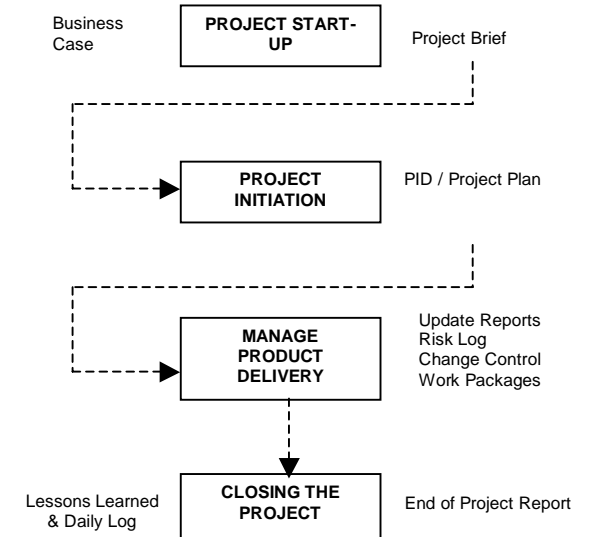 Business
Case
PROJECT START-
UP
Project Brief
PROJECT
INITIATION
PID / Project Plan
MANAGE
PRODUCT
DELIVERY
Update Reports
Risk Log
Change Control
Work Packages
Lessons Learned
& Daily Log
CLOSING THE
PROJECT
End of Project Report